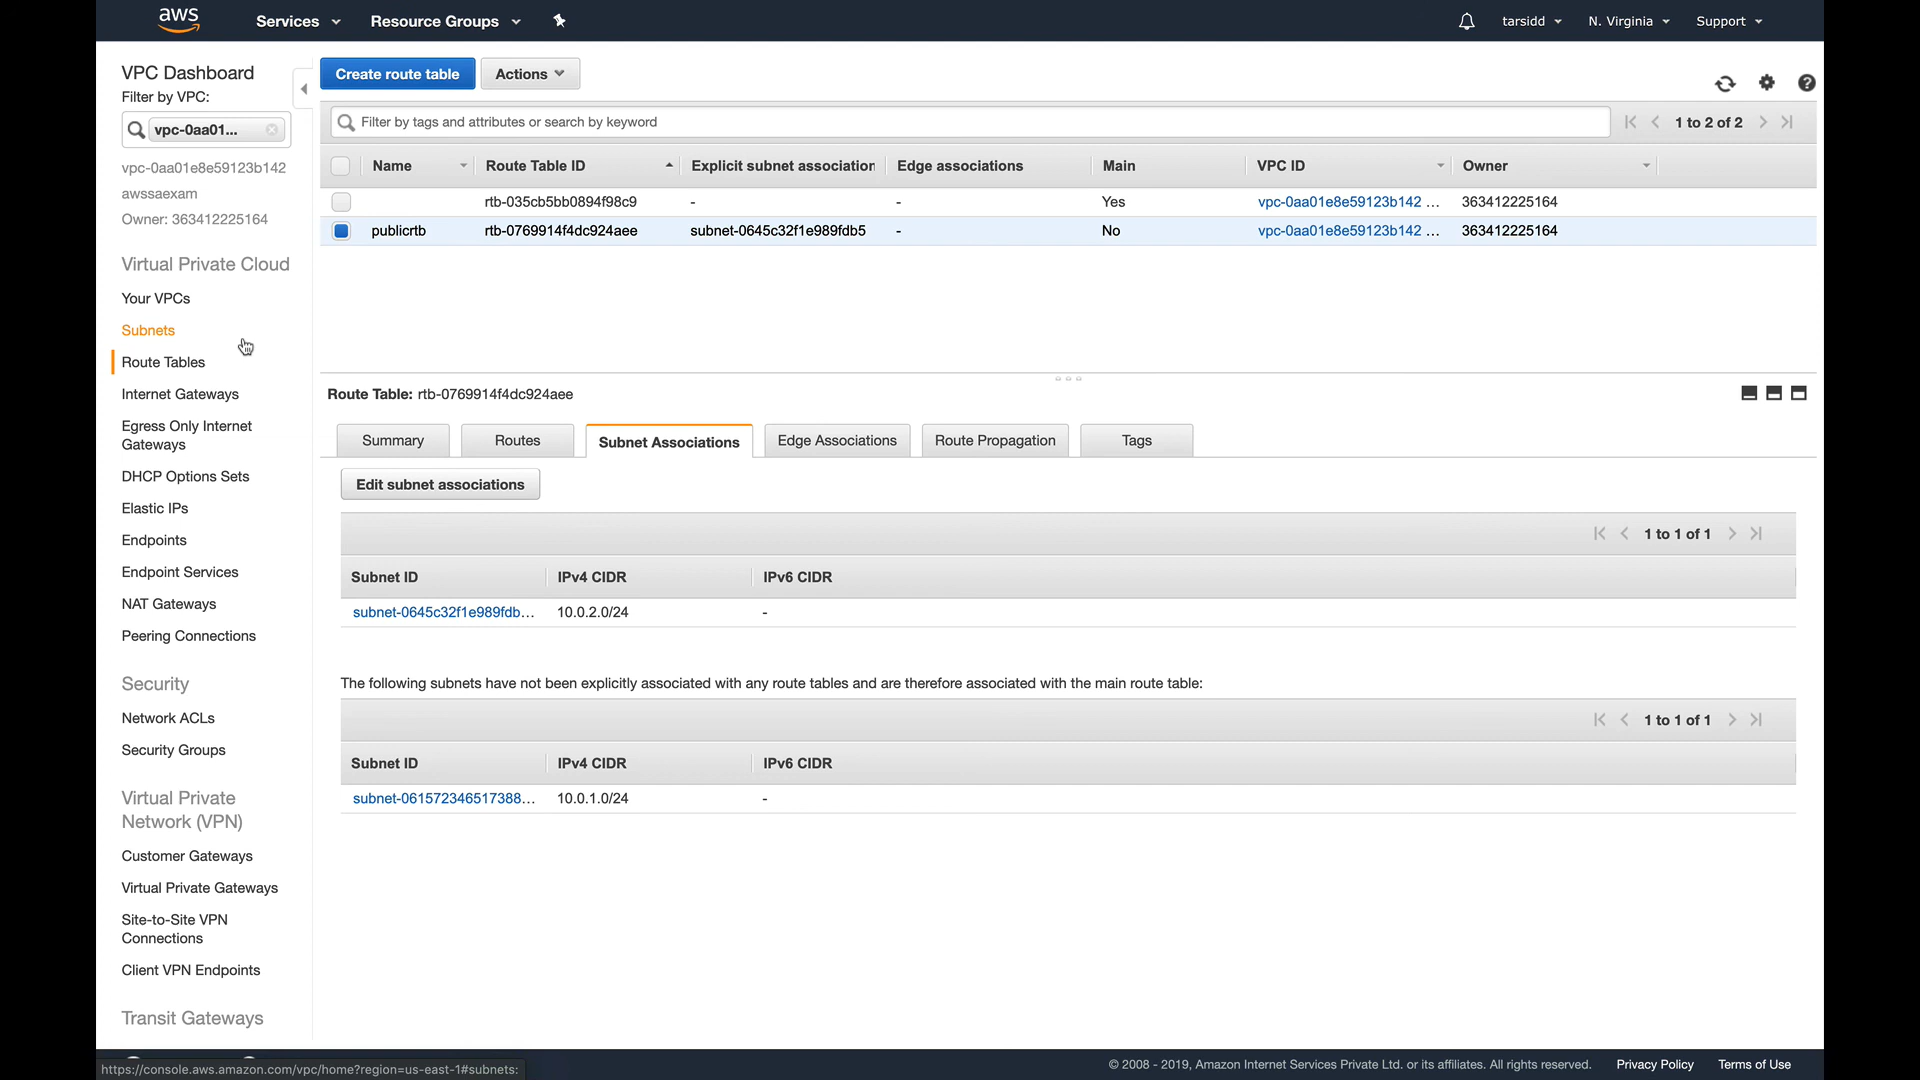 aws
Services
Resource Groups
tarsidd
N. Virginia
Support
VPC Dashboard
Filter by VPC:
vpc-0aa01...
vpc-0aa01e8e59123b142
awssaexam
Owner: 363412225164
Virtual Private Cloud
Your VPCs
Subnets
Route Tables
Internet Gateways
Egress Only Internet
Gateways
DHCP Options Sets
Elastic IPs
Endpoints
Endpoint Services
NAT Gateways
Peering Connections
Security
Network ACLs
Security Groups
Virtual Private
Network (VPN)
Customer Gateways
Virtual Private Gateways
Site-to-Site VPN
Connections
Client VPN Endpoints
Transit Gateways
Create route table
Actions
Filter by tags and attributes or search by keyword
1 to 2 of 2
Name Route Table ID Explicit subnet association Edge associations Main VPC ID Owner
rtb-035cb5bb0894f98c9 - - Yes vpc-0aa01e8e59123b142 ... 363412225164
publicrtb rtb-0769914f4dc924aee subnet-0645c32f1e989fdb5 - No vpc-0aa01e8e59123b142 ... 363412225164
Route Table: rtb-0769914f4dc924aee
Summary Routes Subnet Associations Edge Associations Route Propagation Tags
Edit subnet associations
1 to 1 of 1
Subnet ID IPv4 CIDR IPv6 CIDR
subnet-0645c32f1e989fdb... 10.0.2.0/24 -
The following subnets have not been explicitly associated with any route tables and are therefore associated with the main route table:
1 to 1 of 1
Subnet ID IPv4 CIDR IPv6 CIDR
subnet-061572346517388... 10.0.1.0/24 -
https://console.aws.amazon.com/vpc/home?region=us-east-1#subnets:
© 2008 - 2019, Amazon Internet Services Private Ltd. or its affiliates. All rights reserved.
Privacy Policy
Terms of Use